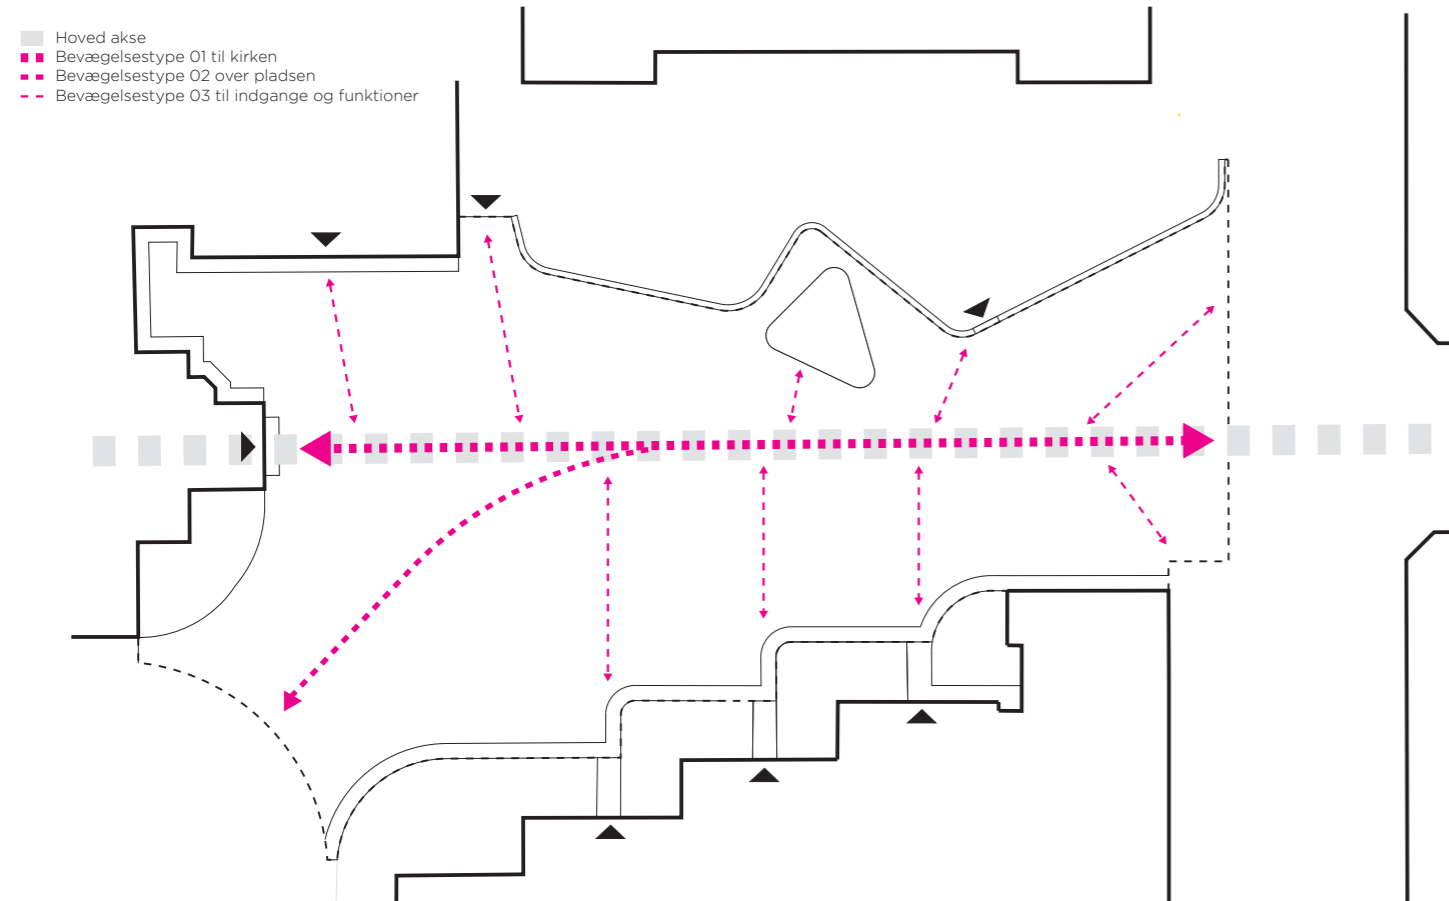 Hoved akse
Bevægelsestype 01 til kirken
Bevægelsestype 02 over pladsen
Bevægelsestype 03 til indgange og funktioner